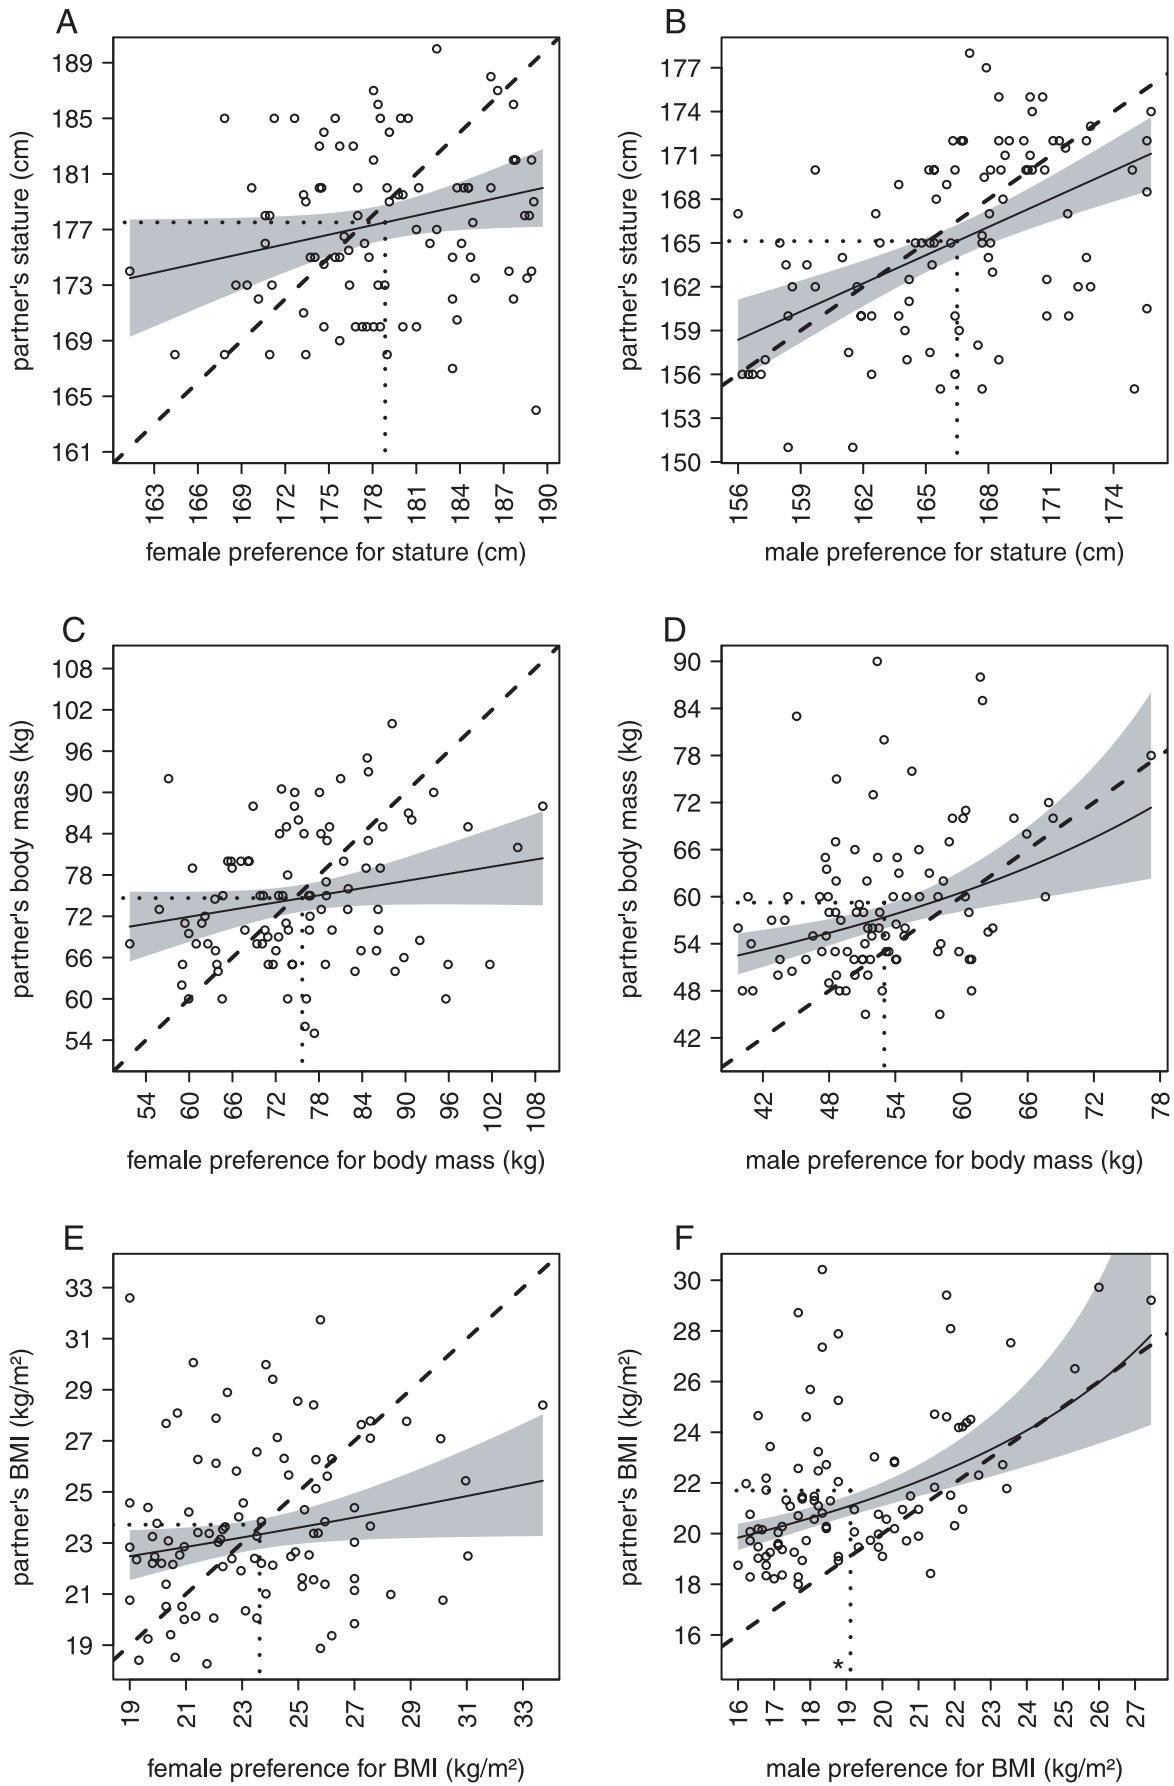 A
189
185
181
177
173
169
165
161
partner's stature (cm)
163 166 169 172 175 178 181 184 187 190
female preference for stature (cm)
B
177
174
171
168
165
162
159
156
153
150
partner's stature (cm)
156 159 162 165 168 171 174
male preference for stature (cm)
C
108
102
96
90
84
78
72
66
60
54
partner's body mass (kg)
54 60 66 72 78 84 90 96 102 108
female preference for body mass (kg)
D
90
84
78
72
66
60
54
48
42
partner's body mass (kg)
42 48 54 60 66 72 78
male preference for body mass (kg)
E
33
31
29
27
25
23
21
19
partner's BMI (kg/m²)
19 21 23 25 27 29 31 33
female preference for BMI (kg/m²)
F
30
28
26
24
22
20
18
16
partner's BMI (kg/m²)
*
16 17 18 19 20 21 22 23 24 25 26 27
male preference for BMI (kg/m²)